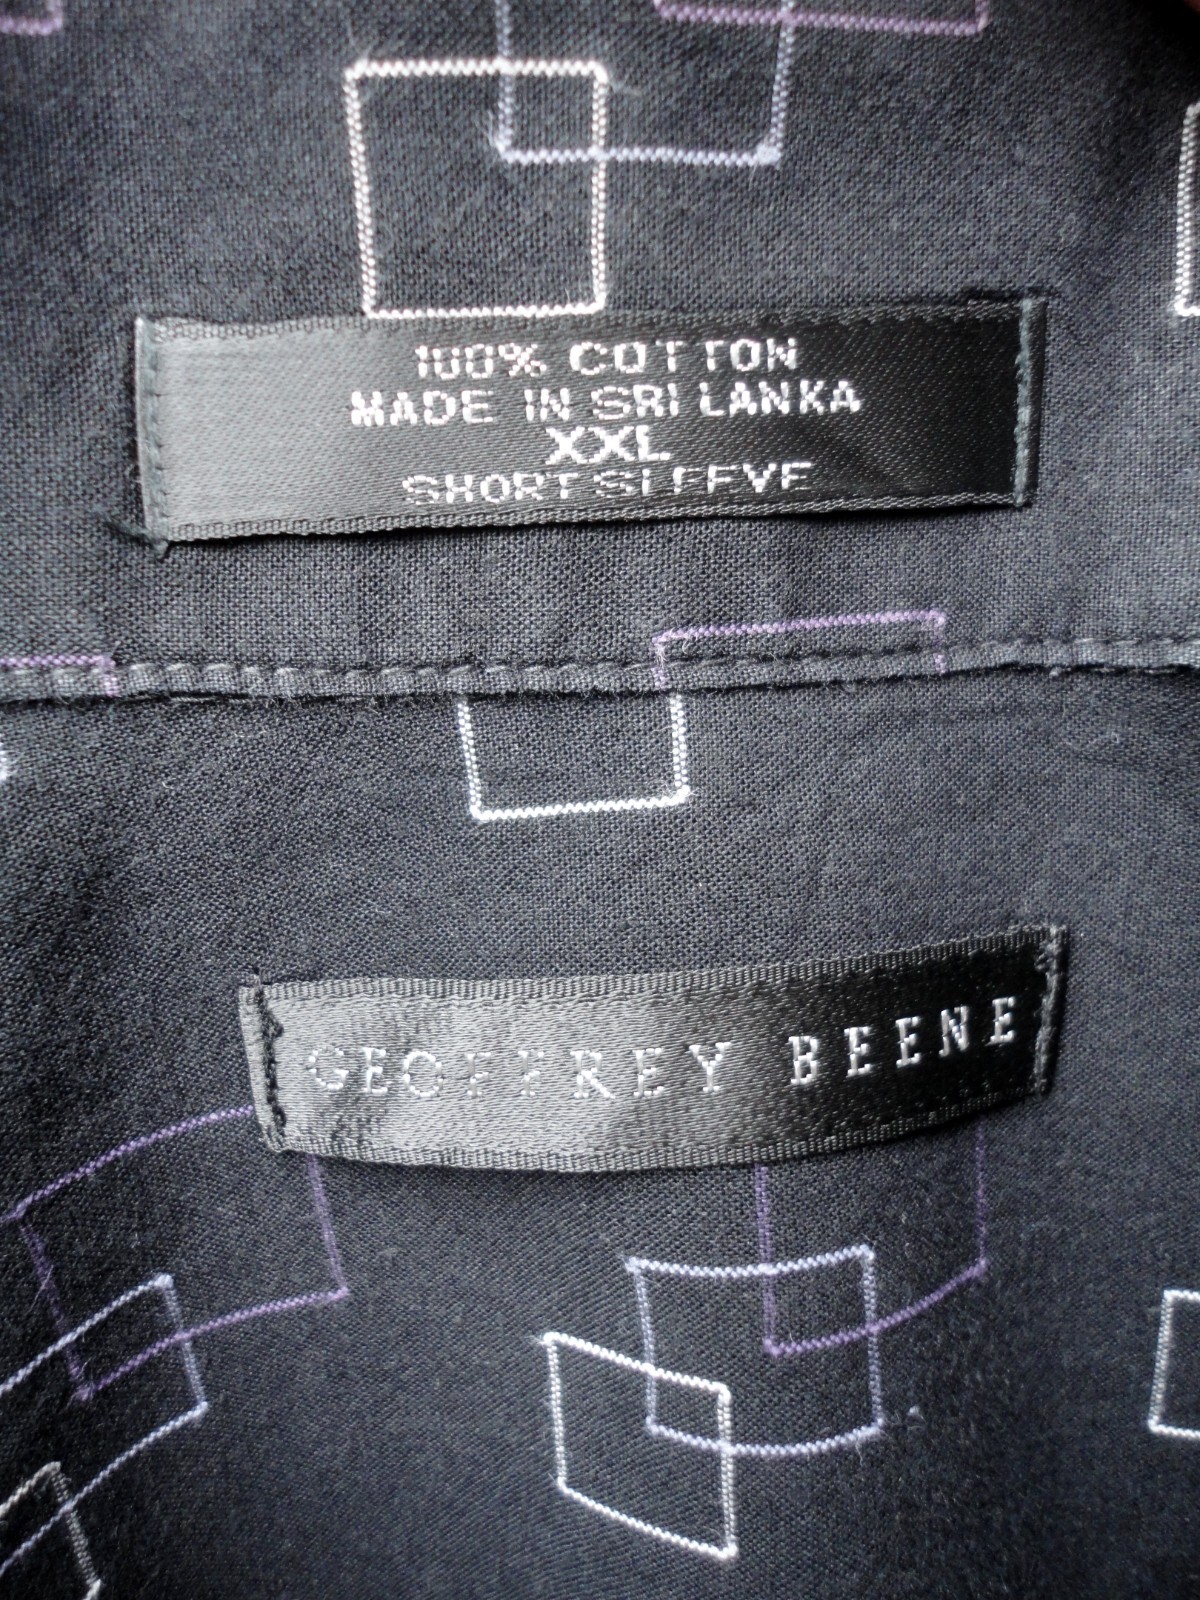 100% COTTON
MADE IN SRI LANKA
XXL
SHORT SLEEVE
GEOFFREY BEENE